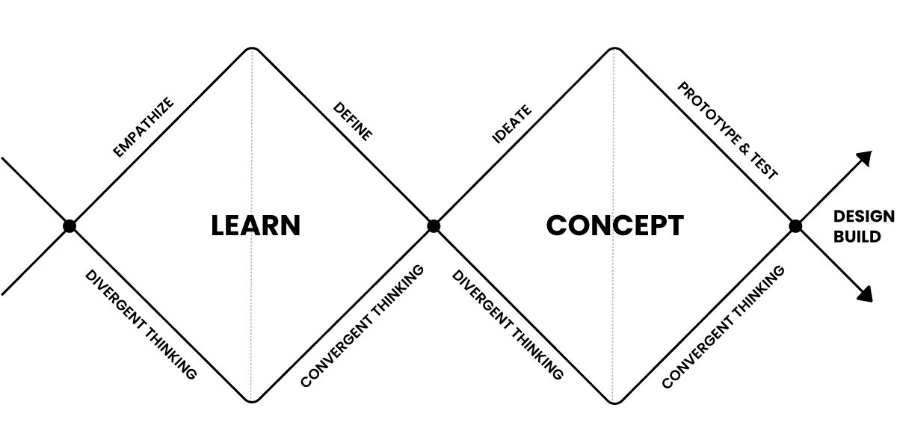 EMPATHIZE
DEFINE
IDEATE
PROTOTYPE & TEST
LEARN
CONCEPT
DESIGN
BUILD
DIVERGENT THINKING
CONVERGENT THINKING
DIVERGENT THINKING
CONVERGENT THINKING